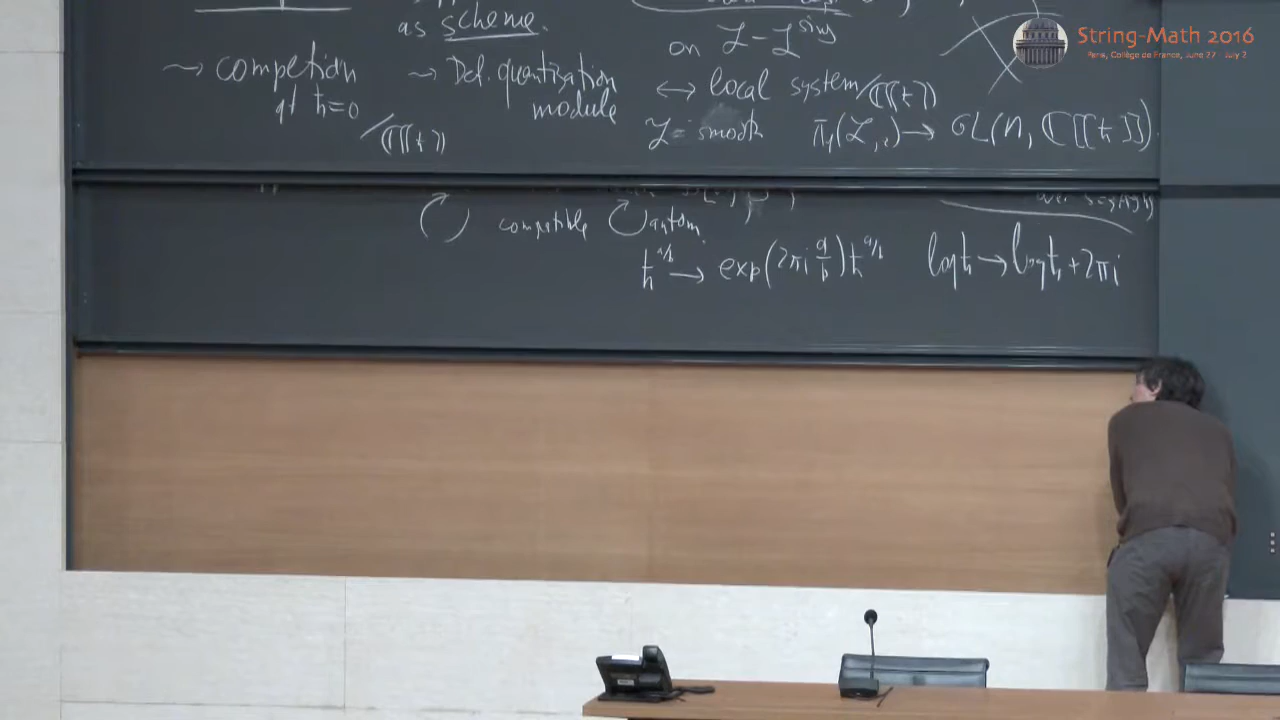 as scheme.
⇝ completion at ħ=0 /ℂ[[ħ]]
⇝ Def. quantization module
on ℒ − ℒ^sing
↔ local system/ℂ[[ħ]]
ℒ = smooth π₁(ℒ,·) → GL(n, ℂ[[ħ]]).
compatible autom.
ħ^{a/b} → exp(2πi a/b) ħ^{a/b} log ħ → log ħ + 2πi
String-Math 2016
Paris, Collège de France, June 27 - July 2